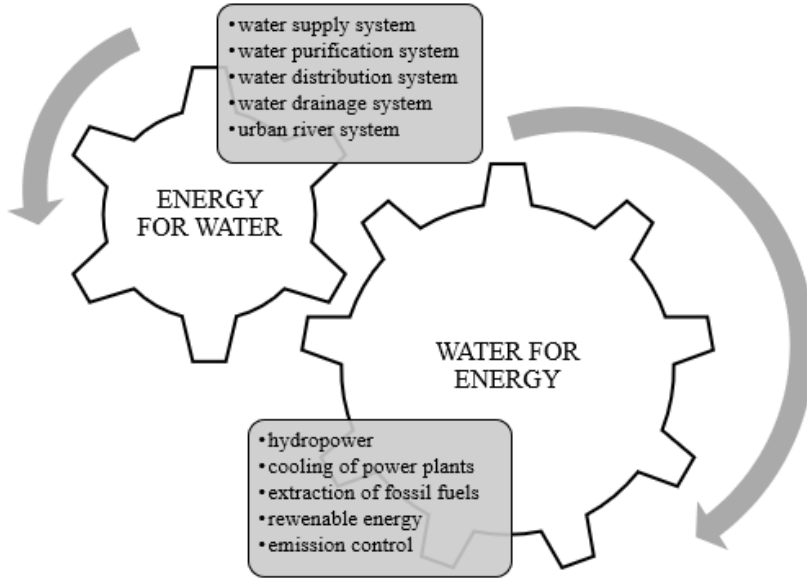 •water supply system
•water purification system
•water distribution system
•water drainage system
•urban river system
ENERGY
FOR WATER
WATER FOR
ENERGY
•hydropower
•cooling of power plants
•extraction of fossil fuels
•rewenable energy
•emission control